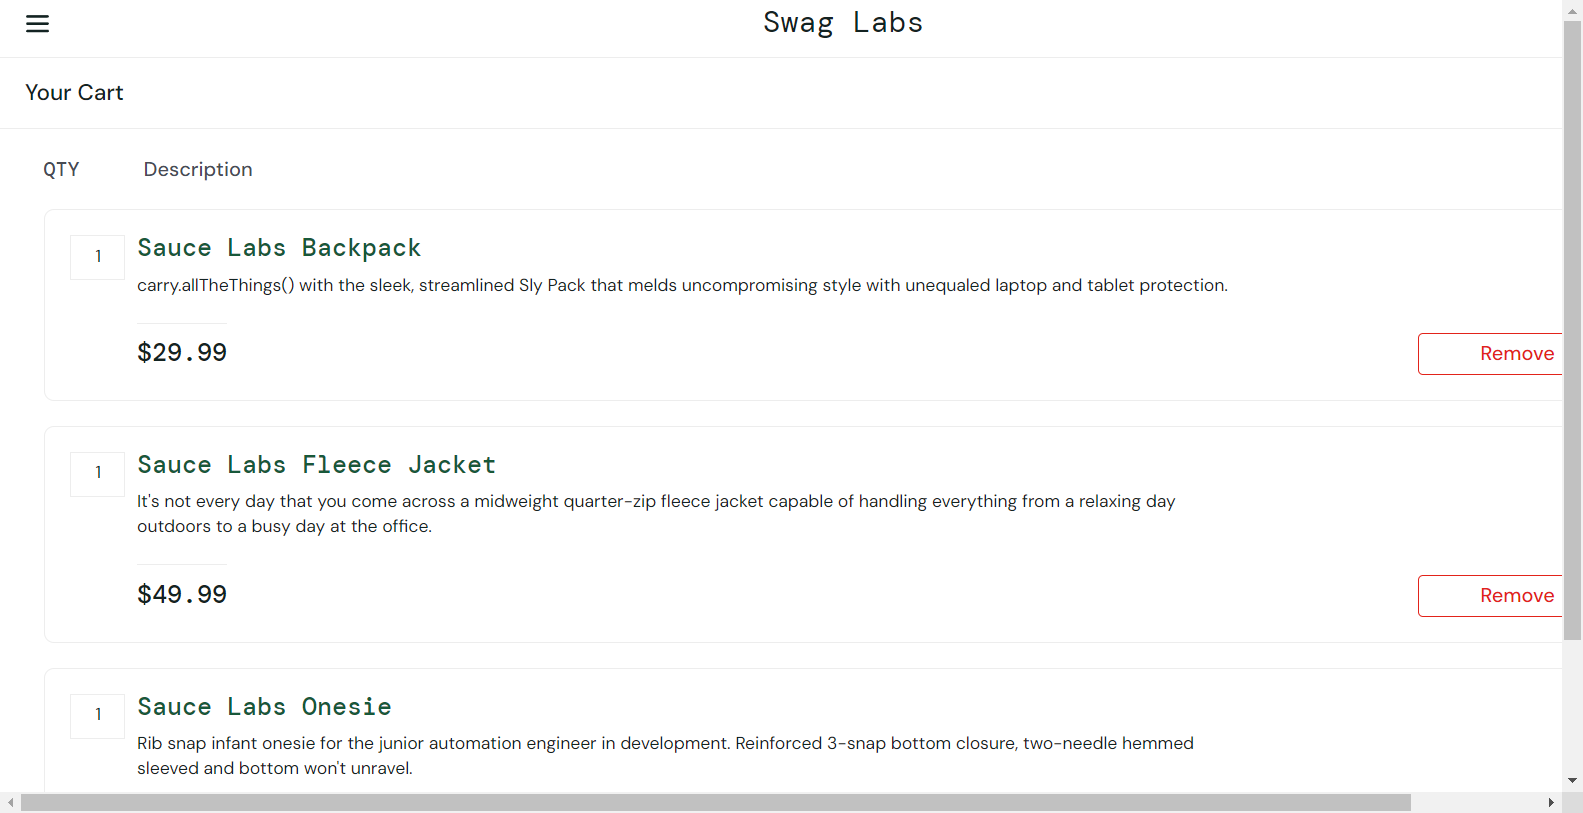 Swag Labs
Your Cart
QTY Description
1 Sauce Labs Backpack
carry.allTheThings() with the sleek, streamlined Sly Pack that melds uncompromising style with unequaled laptop and tablet protection.
$29.99
Remove
1 Sauce Labs Fleece Jacket
It's not every day that you come across a midweight quarter-zip fleece jacket capable of handling everything from a relaxing day
outdoors to a busy day at the office.
$49.99
Remove
1 Sauce Labs Onesie
Rib snap infant onesie for the junior automation engineer in development. Reinforced 3-snap bottom closure, two-needle hemmed
sleeved and bottom won't unravel.